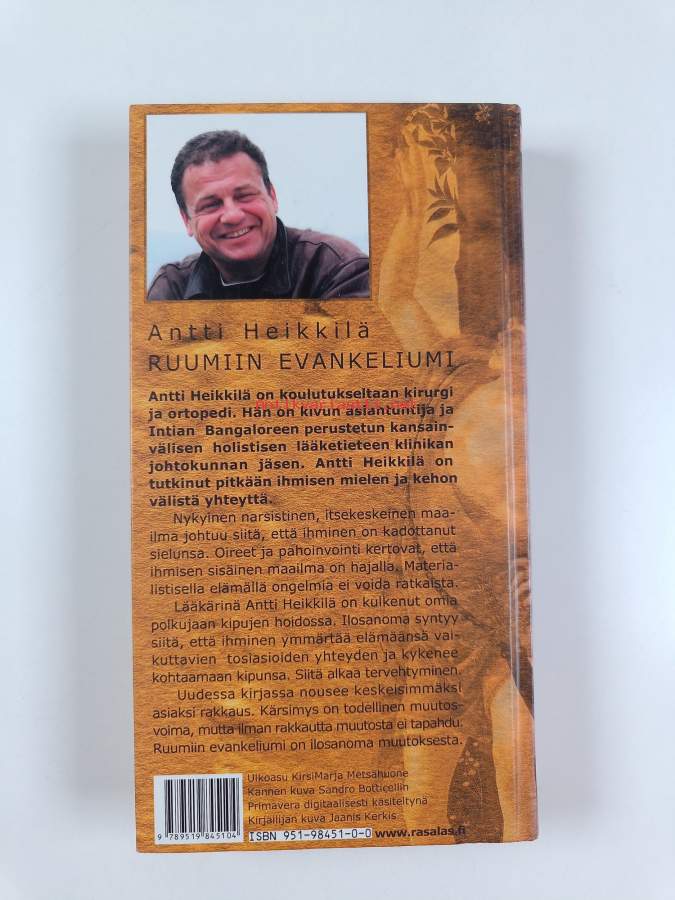 Antti Heikkilä
RUUMIIN EVANKELIUMI
Antti Heikkilä on koulutukseltaan kirurgi
ja ortopedi. Hän on kivun asiantuntija ja
Intian Bangaloreen perustetun kansain-
välisen holistisen lääketieteen klinikan
johtokunnan jäsen. Antti Heikkilä on
tutkinut pitkään ihmisen mielen ja kehon
välistä yhteyttä.
Nykyinen narsistinen, itsekeskeinen maa-
ilma johtuu siitä, että ihminen on kadottanut
sielunsa. Oireet ja pahoinvointi kertovat, että
ihmisen sisäinen maailma on hajalla. Materia-
listisella elämällä ongelmia ei voida ratkaista.
Lääkärinä Antti Heikkilä on kulkenut omia
polkujaan kipujen hoidossa. Ilosanoma syntyy
siitä, että ihminen ymmärtää elämäänsä vai-
kuttavien tosiasioiden yhteyden ja kykenee
kohtaamaan kipunsa. Siitä alkaa tervehtyminen.
Uudessa kirjassa nousee keskeisimmäksi
asiaksi rakkaus. Kärsimys on todellinen muutos-
voima, mutta ilman rakkautta muutosta ei tapahdu.
Ruumiin evankeliumi on ilosanoma muutoksesta.
Ulkoasu KirsiMarja Metsähuone
Kannen kuva Sandro Botticellin
Primavera digitaalisesti käsiteltynä
Kirjailijan kuva Jaanis Kerkis
9 789519 845104
ISBN 951-98451-0-0 www.rasalas.fi